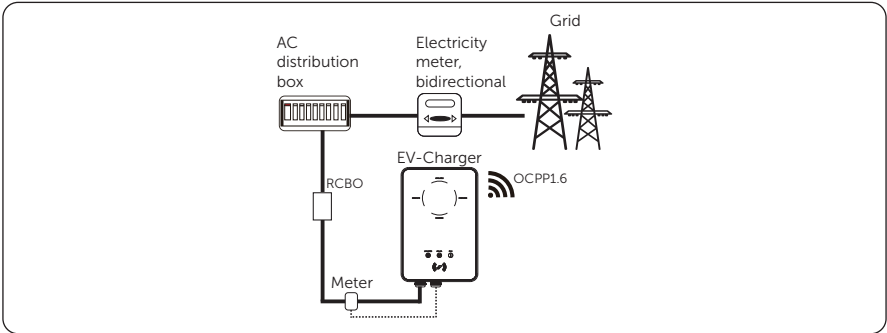 Grid
AC
distribution
box
Electricity
meter,
bidirectional
EV-Charger
RCBO
OCPP1.6
Meter